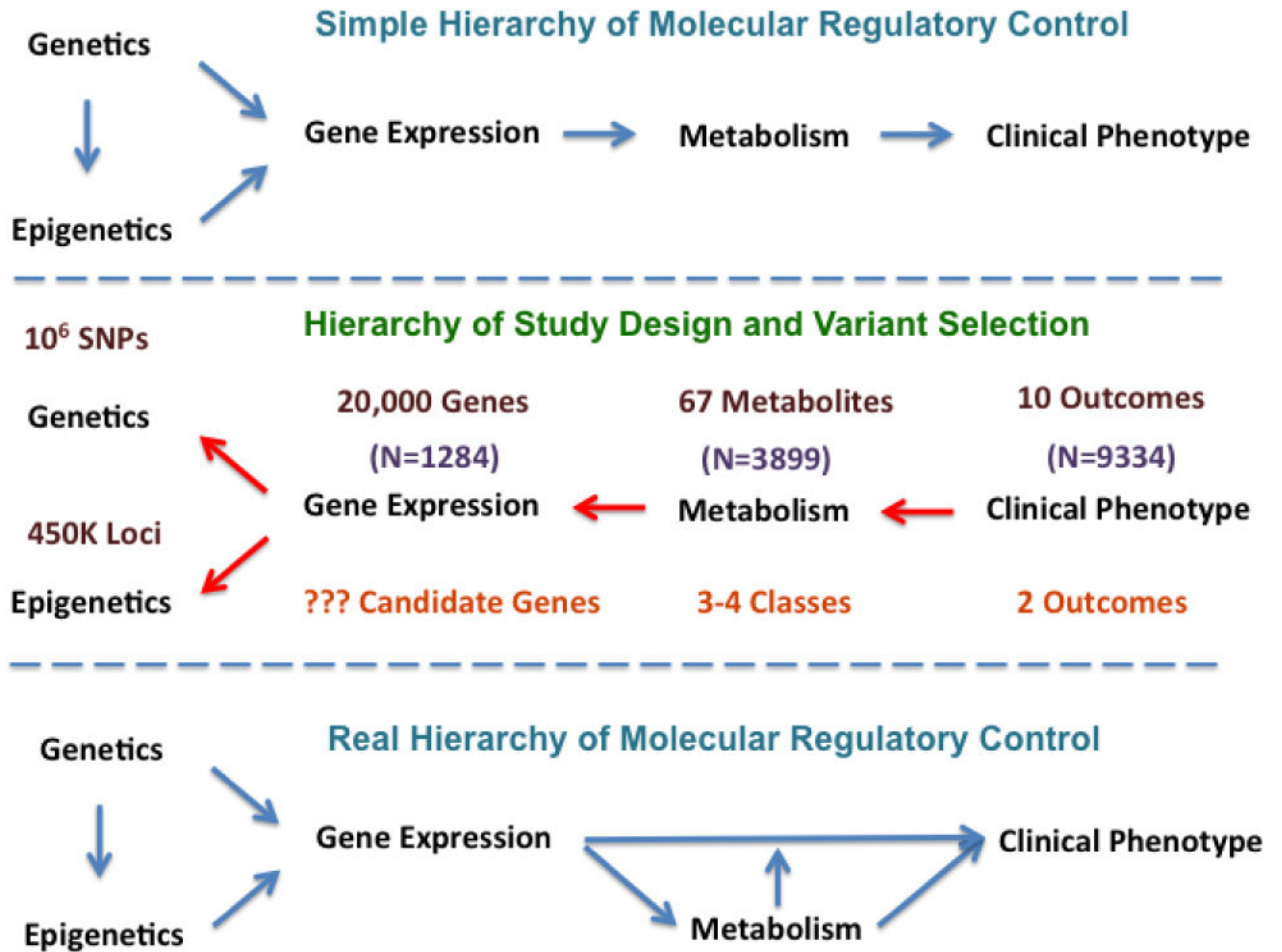 Simple Hierarchy of Molecular Regulatory Control
Genetics
Gene Expression
Metabolism
Clinical Phenotype
Epigenetics
Hierarchy of Study Design and Variant Selection
10⁶ SNPs
20,000 Genes
67 Metabolites
10 Outcomes
Genetics
(N=1284)
(N=3899)
(N=9334)
Gene Expression
Metabolism
Clinical Phenotype
450K Loci
Epigenetics
??? Candidate Genes
3-4 Classes
2 Outcomes
Real Hierarchy of Molecular Regulatory Control
Genetics
Gene Expression
Clinical Phenotype
Metabolism
Epigenetics